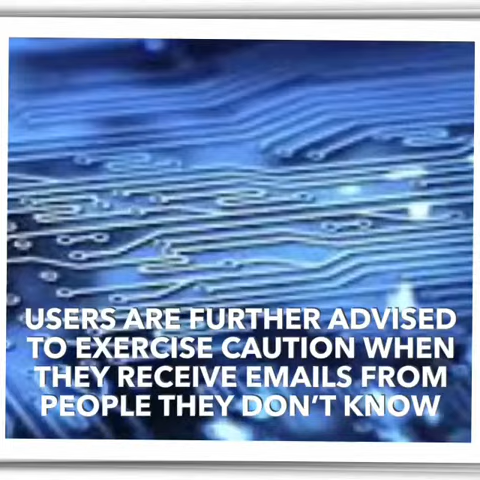 USERS ARE FURTHER ADVISED
TO EXERCISE CAUTION WHEN
THEY RECEIVE EMAILS FROM
PEOPLE THEY DON'T KNOW